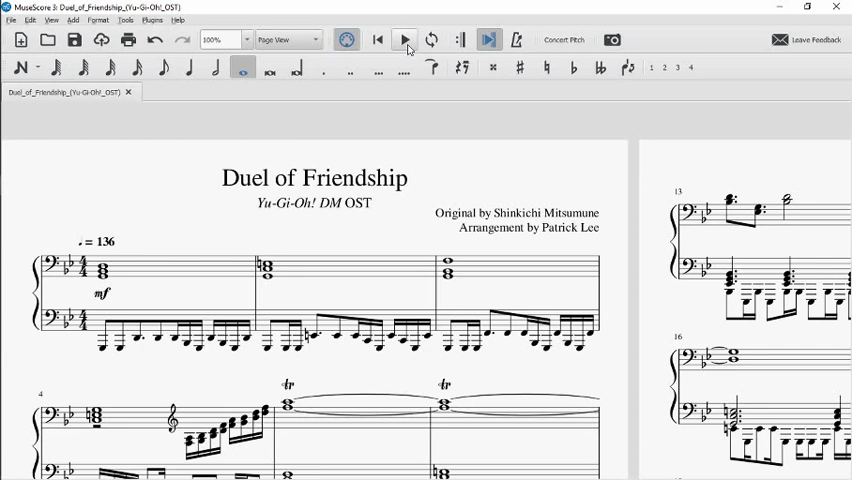 MuseScore 3: Duel_of_Friendship_(Yu-Gi-Oh!_OST)
File Edit View Add Format Tools Plugins Help
100% Page View Concert Pitch Leave Feedback
1 2 3 4
Duel_of_Friendship_(Yu-Gi-Oh!_OST)
Duel of Friendship
Yu-Gi-Oh! DM OST
Original by Shinkichi Mitsumune
Arrangement by Patrick Lee
= 136
mf
4
tr tr
13
16